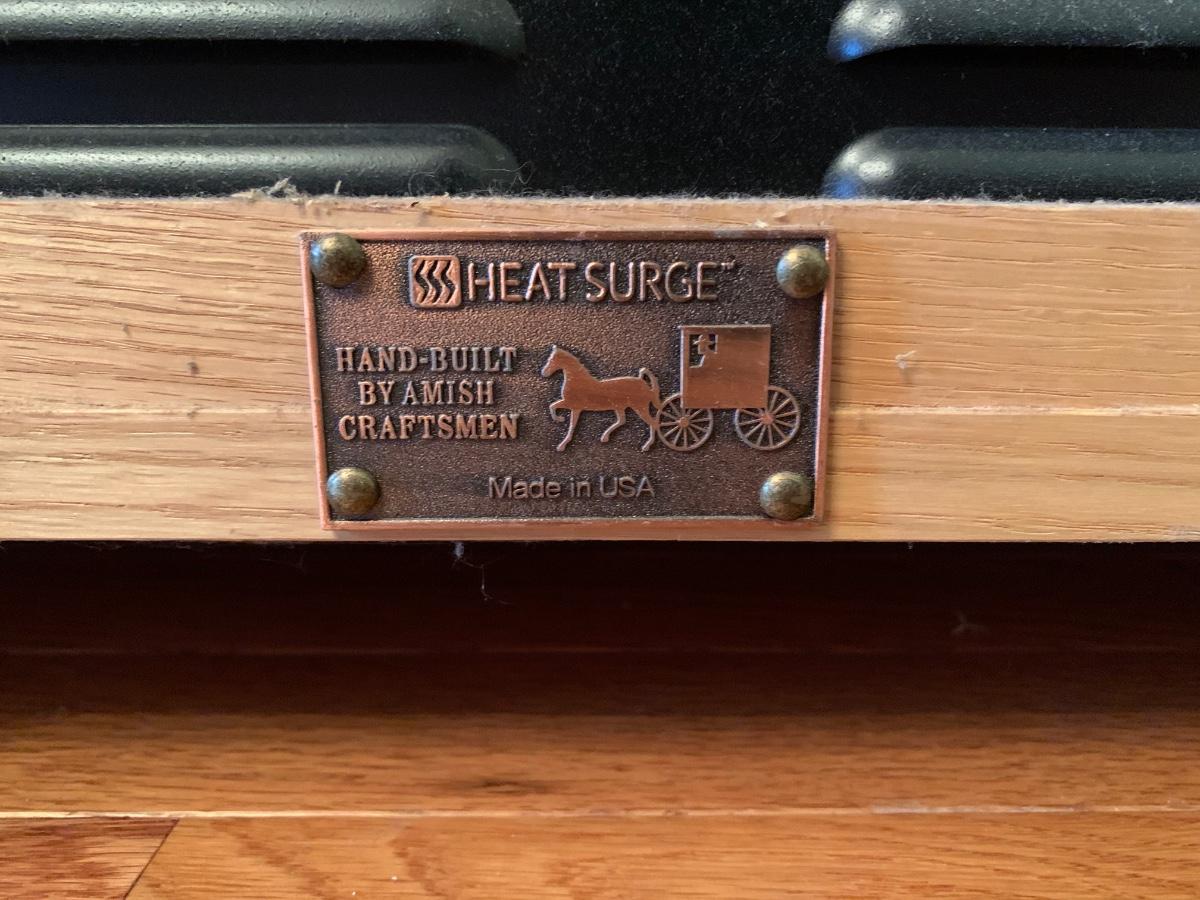 HEAT SURGE™
HAND-BUILT
BY AMISH
CRAFTSMEN
Made in USA